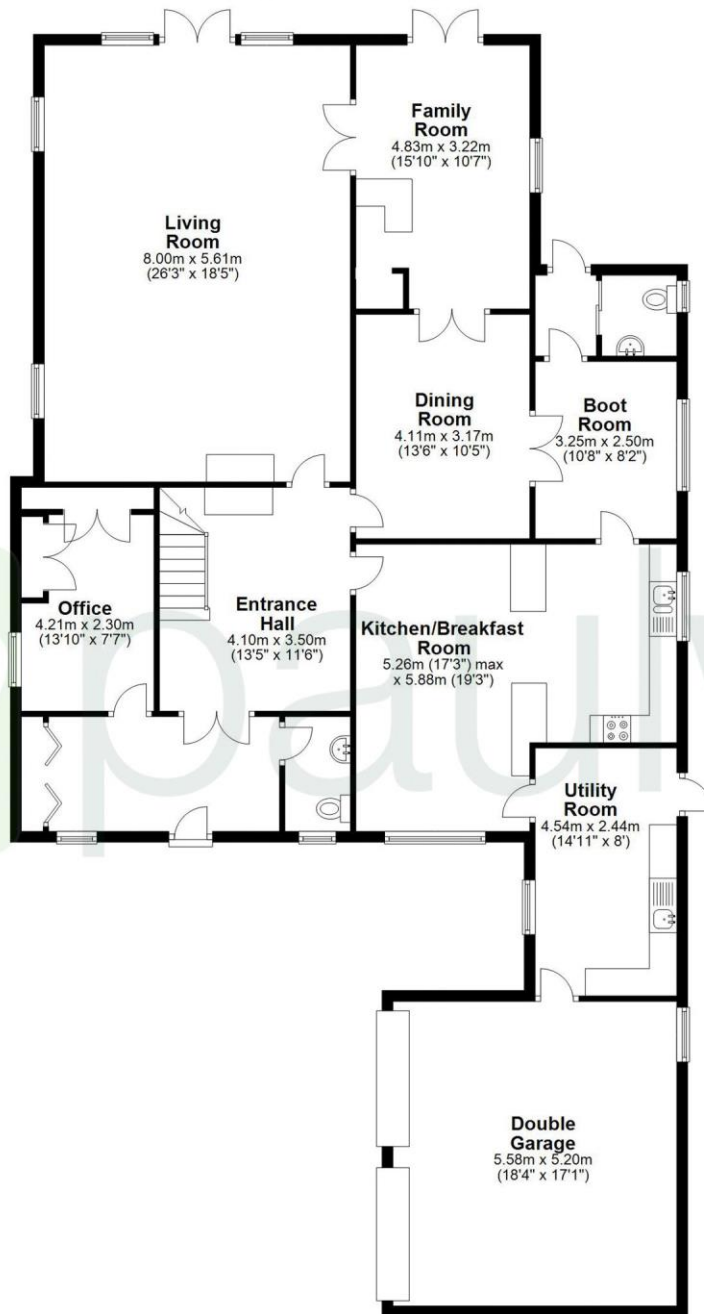 Family
Room
4.83m x 3.22m
(15'10" x 10'7")
Living
Room
8.00m x 5.61m
(26'3" x 18'5")
Dining
Room
4.11m x 3.17m
(13'6" x 10'5")
Boot
Room
3.25m x 2.50m
(10'8" x 8'2")
Office
4.21m x 2.30m
(13'10" x 7'7")
Entrance
Hall
4.10m x 3.50m
(13'5" x 11'6")
Kitchen/Breakfast
Room
5.26m (17'3") max
x 5.88m (19'3")
Utility
Room
4.54m x 2.44m
(14'11" x 8')
Double
Garage
5.58m x 5.20m
(18'4" x 17'1")